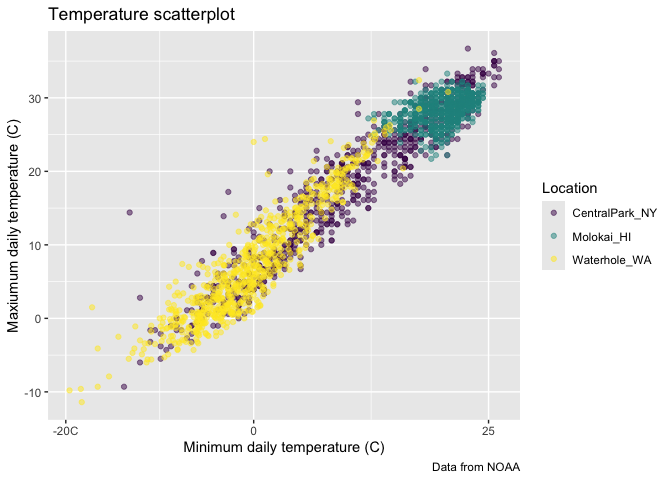 Temperature scatterplot
Maxiumum daily temperature (C)
30
20
10
0
-10
-20C
0
25
Minimum daily temperature (C)
Location
CentralPark_NY
Molokai_HI
Waterhole_WA
Data from NOAA